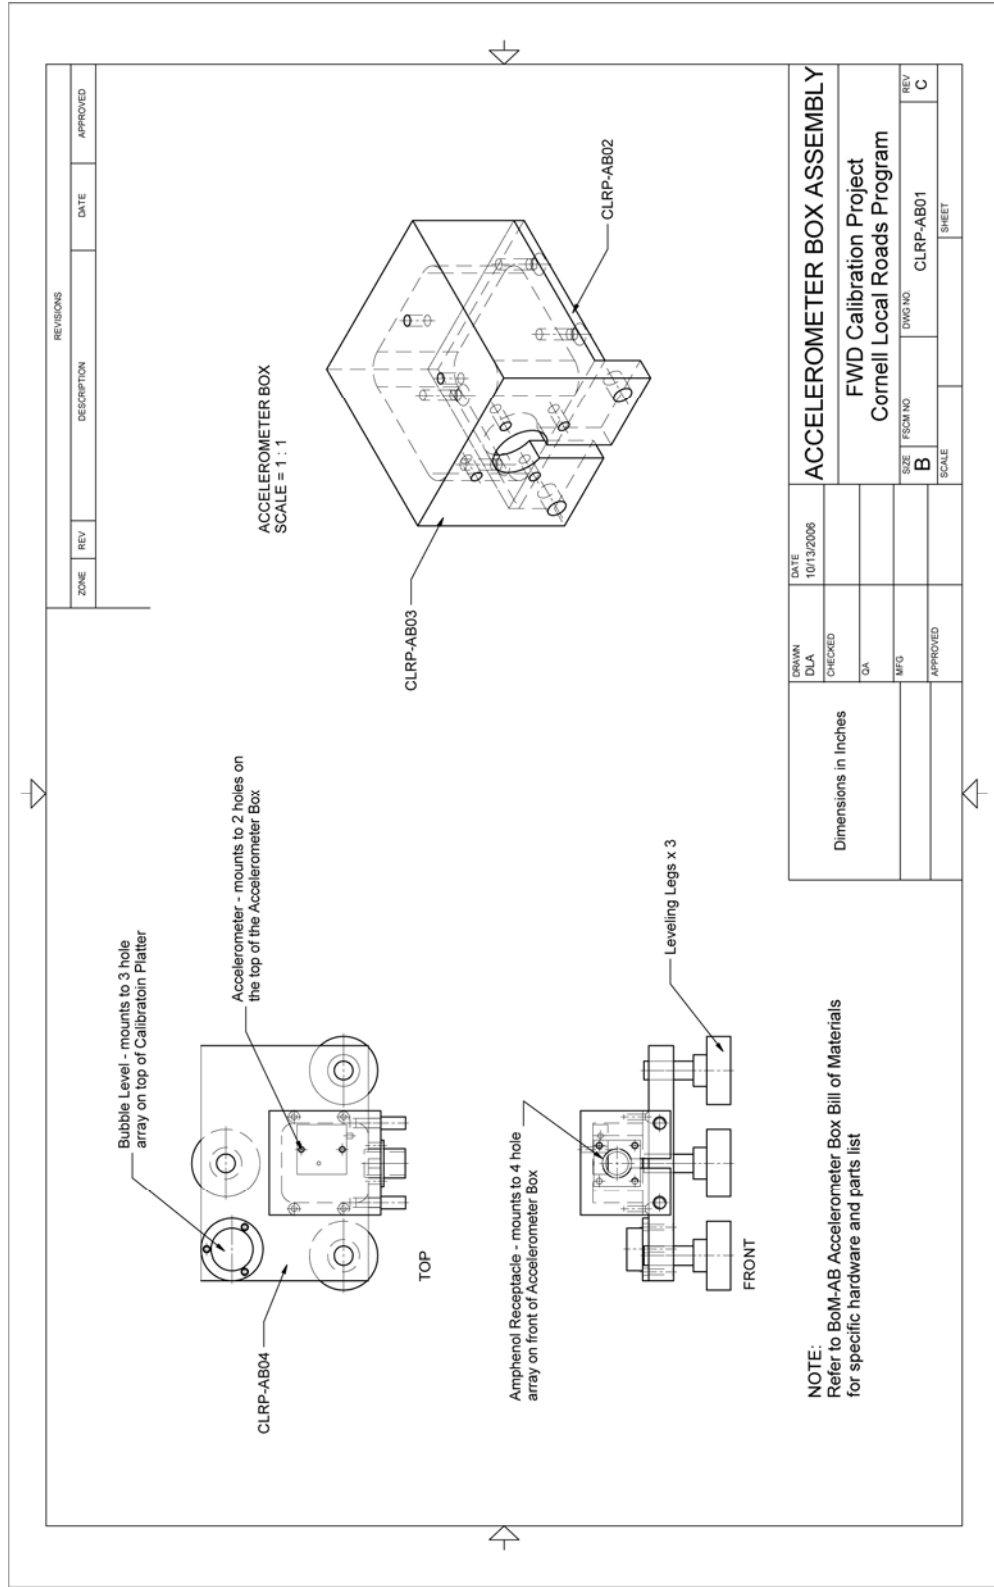 REVISIONS
ZONE REV DESCRIPTION DATE APPROVED
Bubble Level - mounts to 3 hole
array on top of Calibratoin Platter
Accelerometer - mounts to 2 holes on
the top of the Accelerometer Box
CLRP-AB04
TOP
ACCELEROMETER BOX
SCALE = 1 : 1
CLRP-AB03
CLRP-AB02
Amphenol Receptacle - mounts to 4 hole
array on front of Accelerometer Box
Leveling Legs x 3
FRONT
NOTE:
Refer to BoM-AB Accelerometer Box Bill of Materials
for specific hardware and parts list
Dimensions in Inches
DRAWN
DLA
DATE
10/13/2006
CHECKED
QA
MFG
APPROVED
ACCELEROMETER BOX ASSEMBLY
FWD Calibration Project
Cornell Local Roads Program
SIZE
B
FSCM NO.
DWG NO.
CLRP-AB01
REV
C
SCALE
SHEET